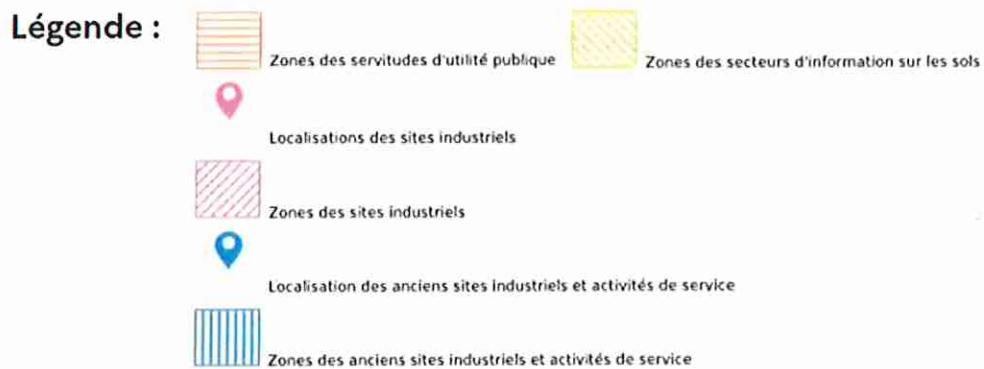 Légende :
Zones des servitudes d'utilité publique
Zones des secteurs d'information sur les sols
Localisations des sites industriels
Zones des sites industriels
Localisation des anciens sites industriels et activités de service
Zones des anciens sites industriels et activités de service